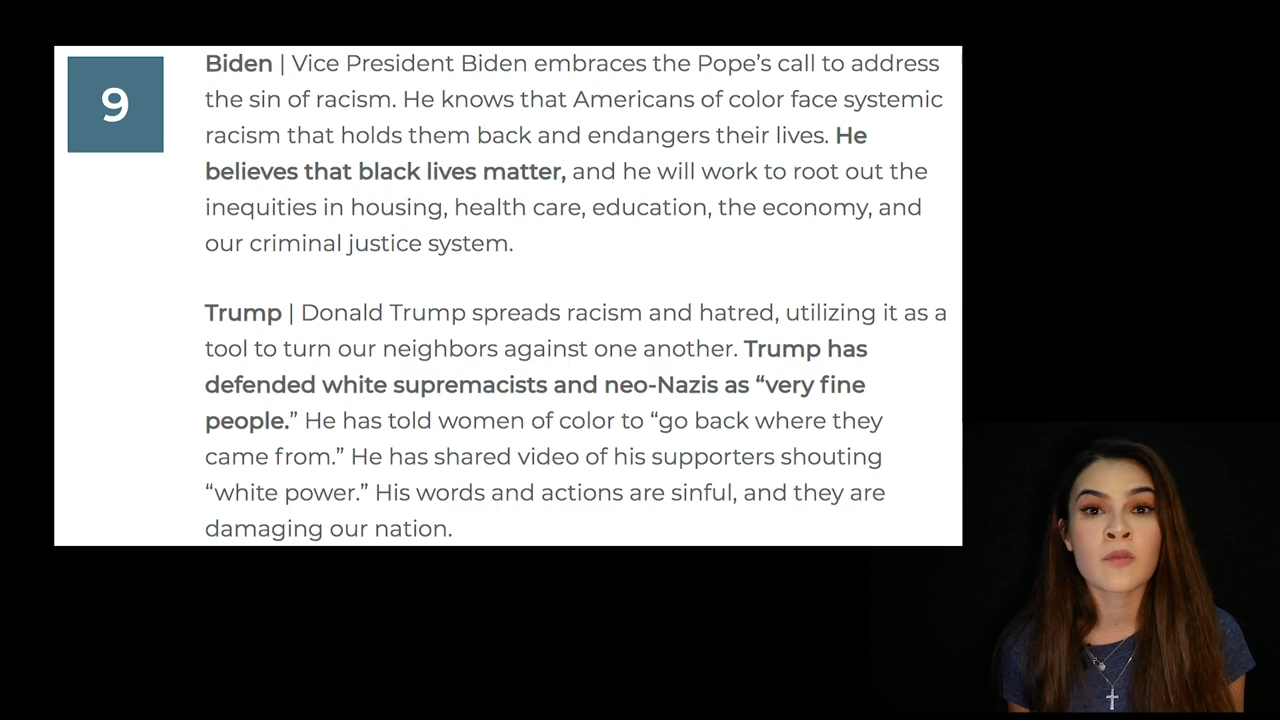 9
Biden | Vice President Biden embraces the Pope’s call to address
the sin of racism. He knows that Americans of color face systemic
racism that holds them back and endangers their lives. He
believes that black lives matter, and he will work to root out the
inequities in housing, health care, education, the economy, and
our criminal justice system.
Trump | Donald Trump spreads racism and hatred, utilizing it as a
tool to turn our neighbors against one another. Trump has
defended white supremacists and neo-Nazis as “very fine
people.” He has told women of color to “go back where they
came from.” He has shared video of his supporters shouting
“white power.” His words and actions are sinful, and they are
damaging our nation.